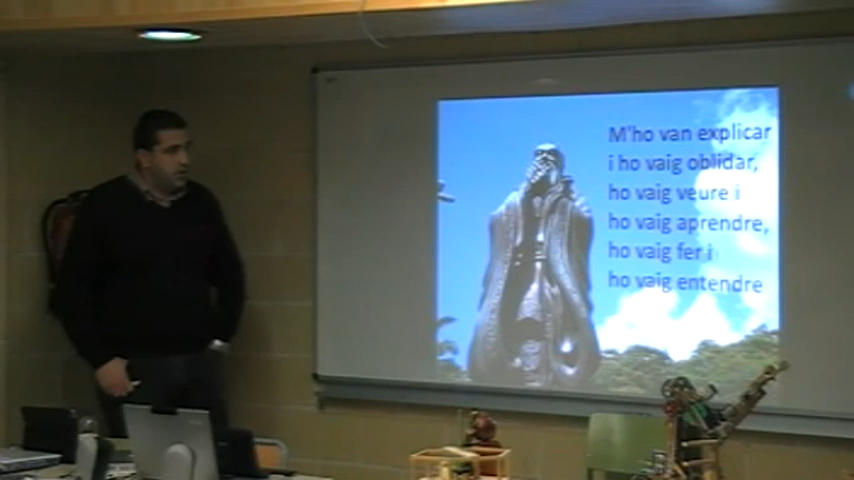 M'ho van explicar
i ho vaig oblidar,
ho vaig veure i
ho vaig aprendre,
ho vaig fer i
ho vaig entendre